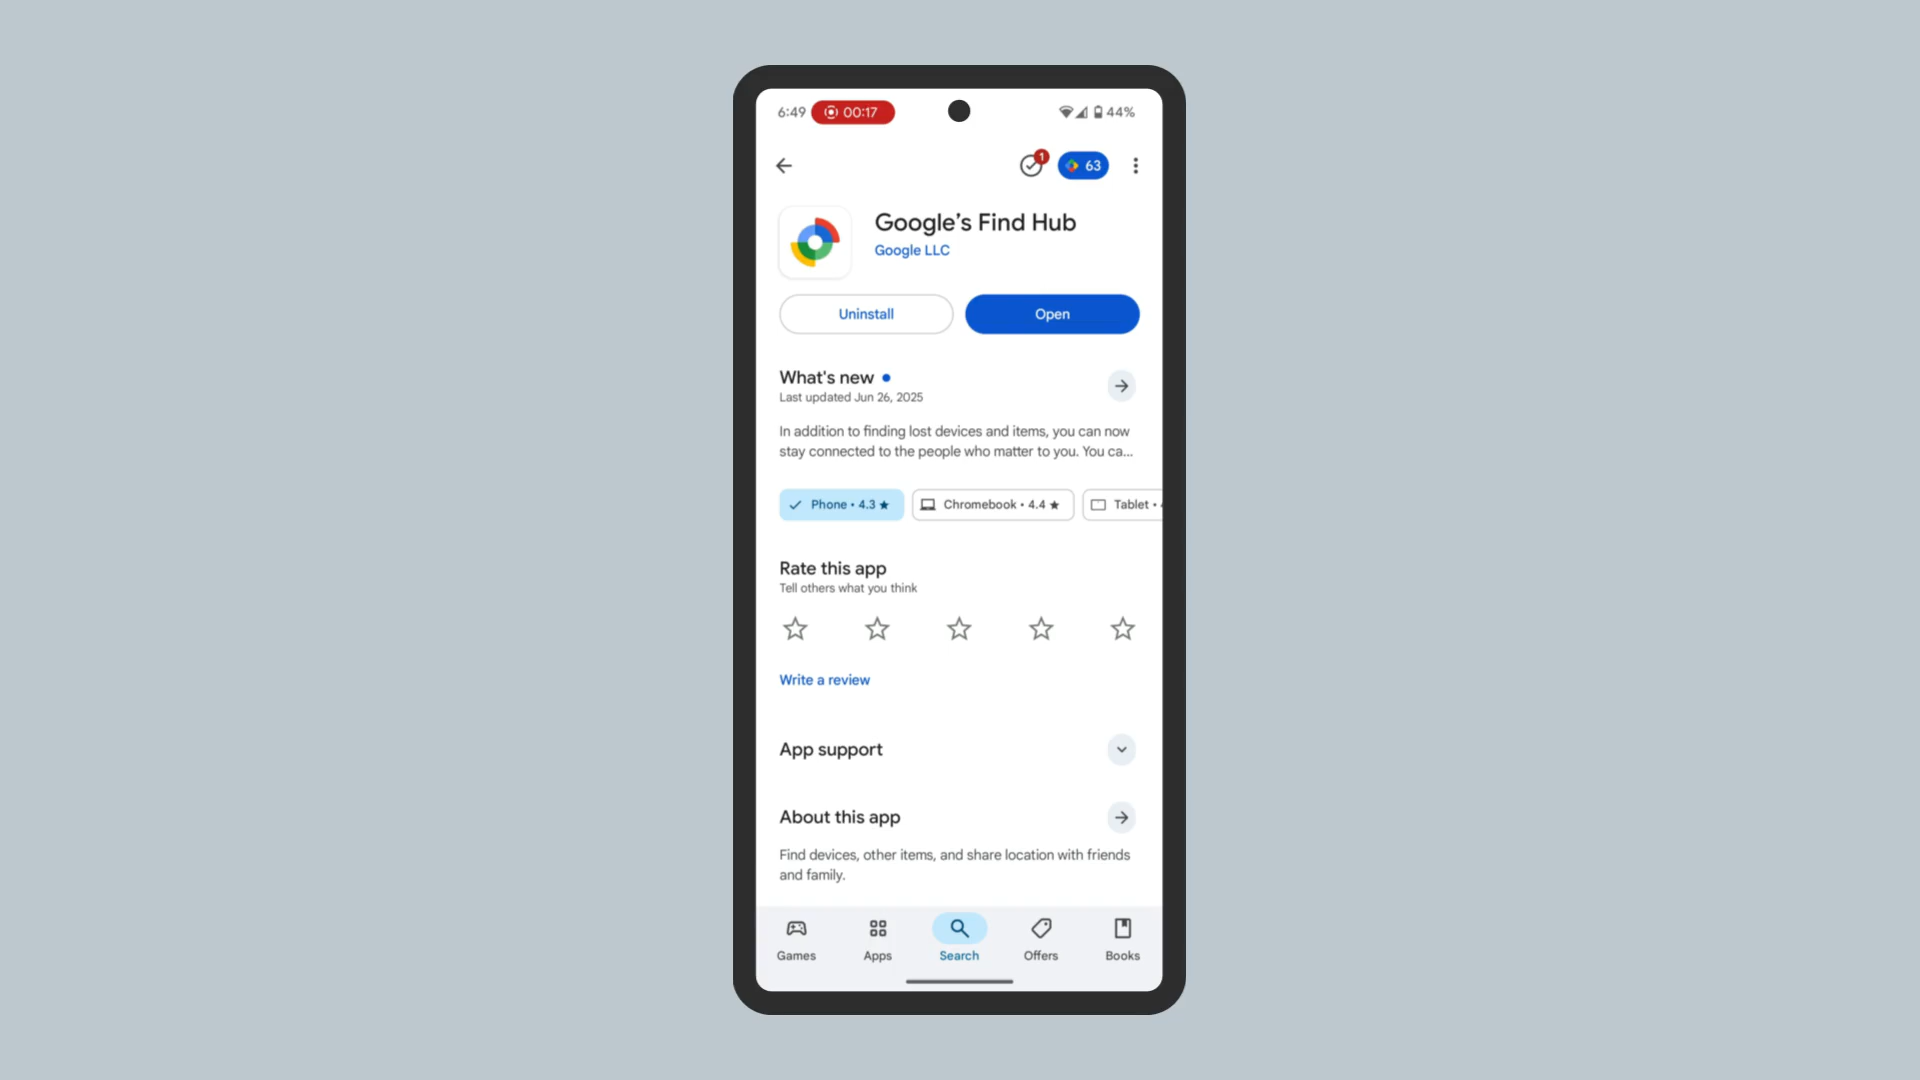 6:49 00:17 44%
1
63
Google’s Find Hub
Google LLC
Uninstall
Open
What's new
Last updated Jun 26, 2025
In addition to finding lost devices and items, you can now
stay connected to the people who matter to you. You ca...
Phone • 4.3 ★
Chromebook • 4.4 ★
Tablet •
Rate this app
Tell others what you think
Write a review
App support
About this app
Find devices, other items, and share location with friends
and family.
Games
Apps
Search
Offers
Books